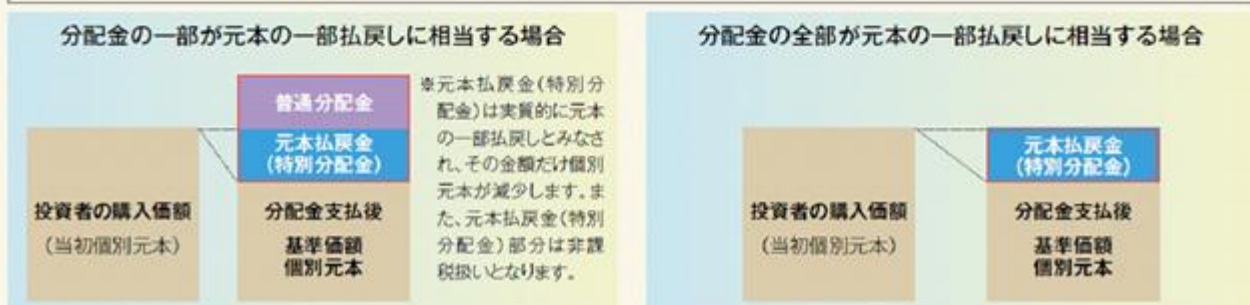 分配金の一部が元本の一部払戻しに相当する場合
普通分配金
元本払戻金
(特別分配金)
投資者の購入価額
(当初個別元本)
分配金支払後
基準価額
個別元本
※元本払戻金(特別分
配金)は実質的に元本
の一部払戻しとみなさ
れ、その金額だけ個別
元本が減少します。ま
た、元本払戻金(特別
分配金)部分は非課
税扱いとなります。
分配金の全部が元本の一部払戻しに相当する場合
元本払戻金
(特別分配金)
投資者の購入価額
(当初個別元本)
分配金支払後
基準価額
個別元本